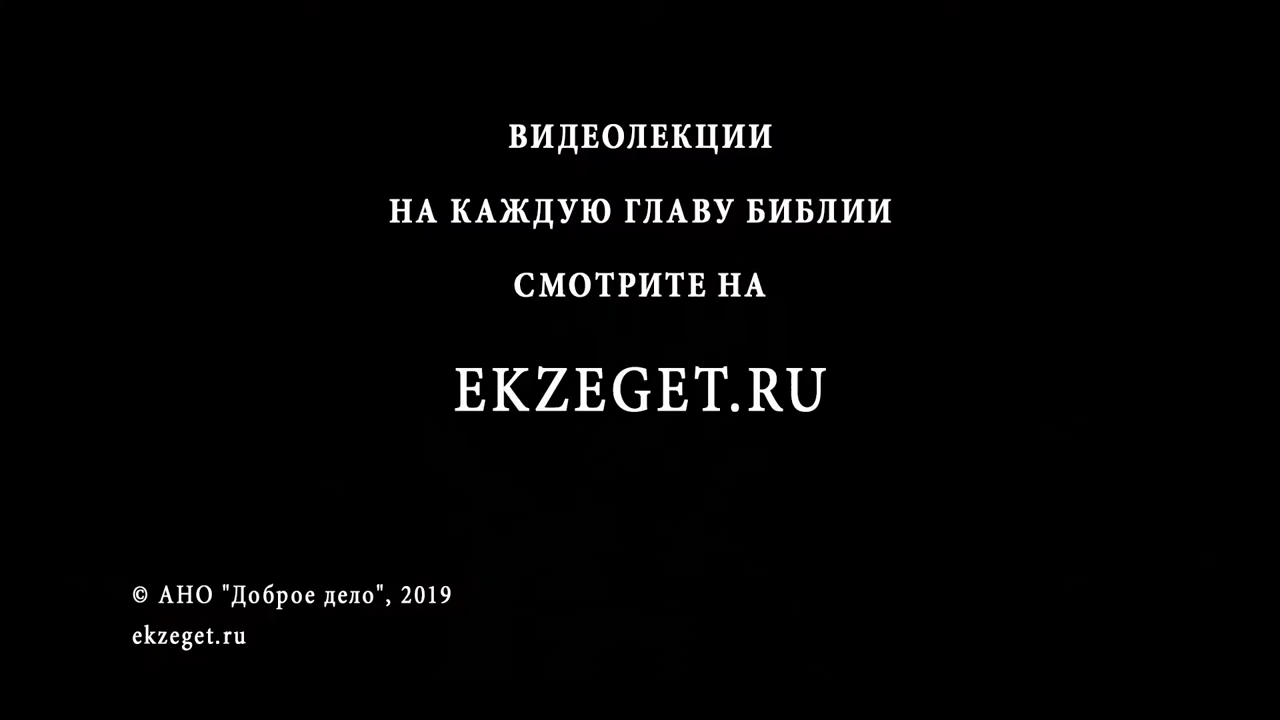 ВИДЕОЛЕКЦИИ
НА КАЖДУЮ ГЛАВУ БИБЛИИ
СМОТРИТЕ НА
EKZEGET.RU
© АНО "Доброе дело", 2019
ekzeget.ru